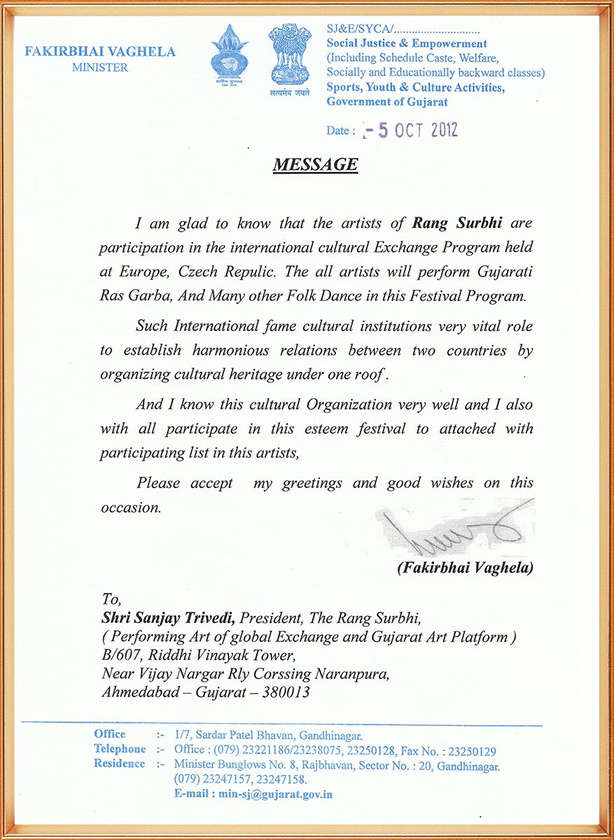 SJ&E/SYCA/..............................
FAKIRBHAI VAGHELA
MINISTER
सत्यमेव जयते
Social Justice & Empowerment
(Including Schedule Caste, Welfare,
Socially and Educationally backward classes)
Sports, Youth & Culture Activities,
Government of Gujarat
Date : - 5 OCT 2012
MESSAGE
I am glad to know that the artists of Rang Surbhi are
participation in the international cultural Exchange Program held
at Europe, Czech Repulic. The all artists will perform Gujarati
Ras Garba, And Many other Folk Dance in this Festival Program.
Such International fame cultural institutions very vital role
to establish harmonious relations between two countries by
organizing cultural heritage under one roof.
And I know this cultural Organization very well and I also
with all participate in this esteem festival to attached with
participating list in this artists,
Please accept my greetings and good wishes on this
occasion.
(Fakirbhai Vaghela)
To,
Shri Sanjay Trivedi, President, The Rang Surbhi,
( Performing Art of global Exchange and Gujarat Art Platform )
B/607, Riddhi Vinayak Tower,
Near Vijay Nargar Rly Corssing Naranpura,
Ahmedabad – Gujarat – 380013
Office :- 1/7, Sardar Patel Bhavan, Gandhinagar.
Telephone :- Office : (079) 23221186/23238075, 23250128, Fax No. : 23250129
Residence :- Minister Bunglows No. 8, Rajbhavan, Sector No. : 20, Gandhinagar.
(079) 23247157, 23247158.
E-mail : min-sj@gujarat.gov.in